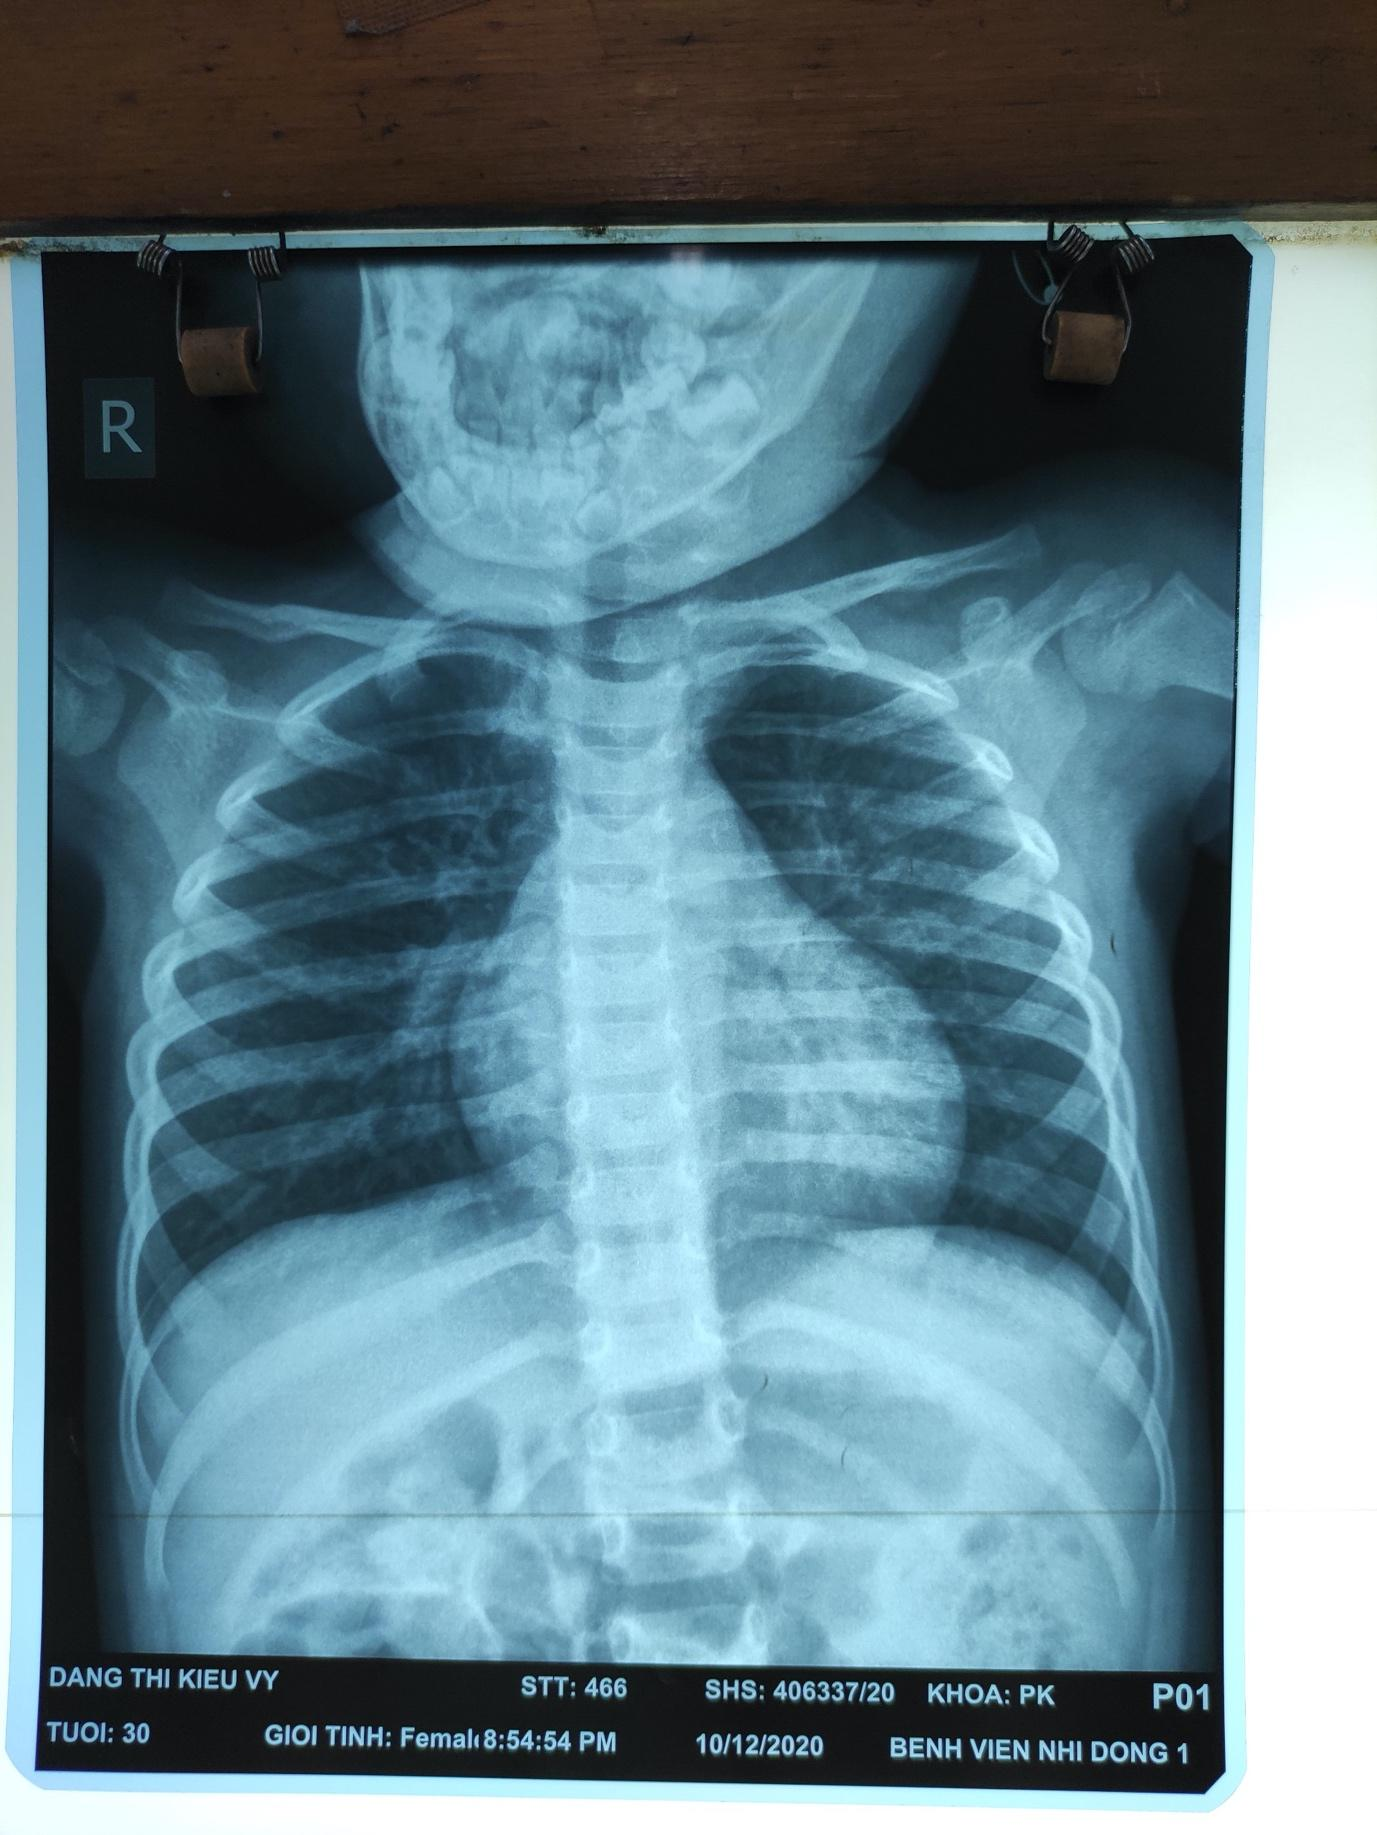 R
DANG THI KIEU VY STT: 466 SHS: 406337/20 KHOA: PK P01
TUOI: 30 GIOI TINH: Female 8:54:54 PM 10/12/2020 BENH VIEN NHI DONG 1